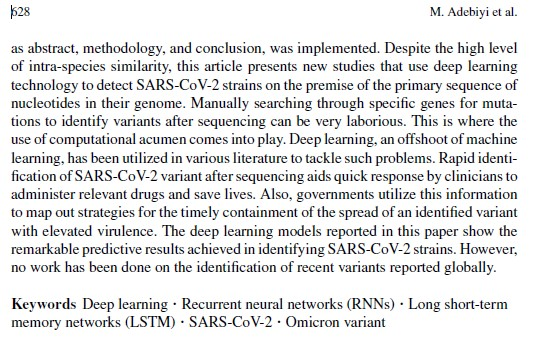 628 M. Adebiyi et al.
as abstract, methodology, and conclusion, was implemented. Despite the high level
of intra-species similarity, this article presents new studies that use deep learning
technology to detect SARS-CoV-2 strains on the premise of the primary sequence of
nucleotides in their genome. Manually searching through specific genes for muta-
tions to identify variants after sequencing can be very laborious. This is where the
use of computational acumen comes into play. Deep learning, an offshoot of machine
learning, has been utilized in various literature to tackle such problems. Rapid identi-
fication of SARS-CoV-2 variant after sequencing aids quick response by clinicians to
administer relevant drugs and save lives. Also, governments utilize this information
to map out strategies for the timely containment of the spread of an identified variant
with elevated virulence. The deep learning models reported in this paper show the
remarkable predictive results achieved in identifying SARS-CoV-2 strains. However,
no work has been done on the identification of recent variants reported globally.
Keywords Deep learning · Recurrent neural networks (RNNs) · Long short-term
memory networks (LSTM) · SARS-CoV-2 · Omicron variant